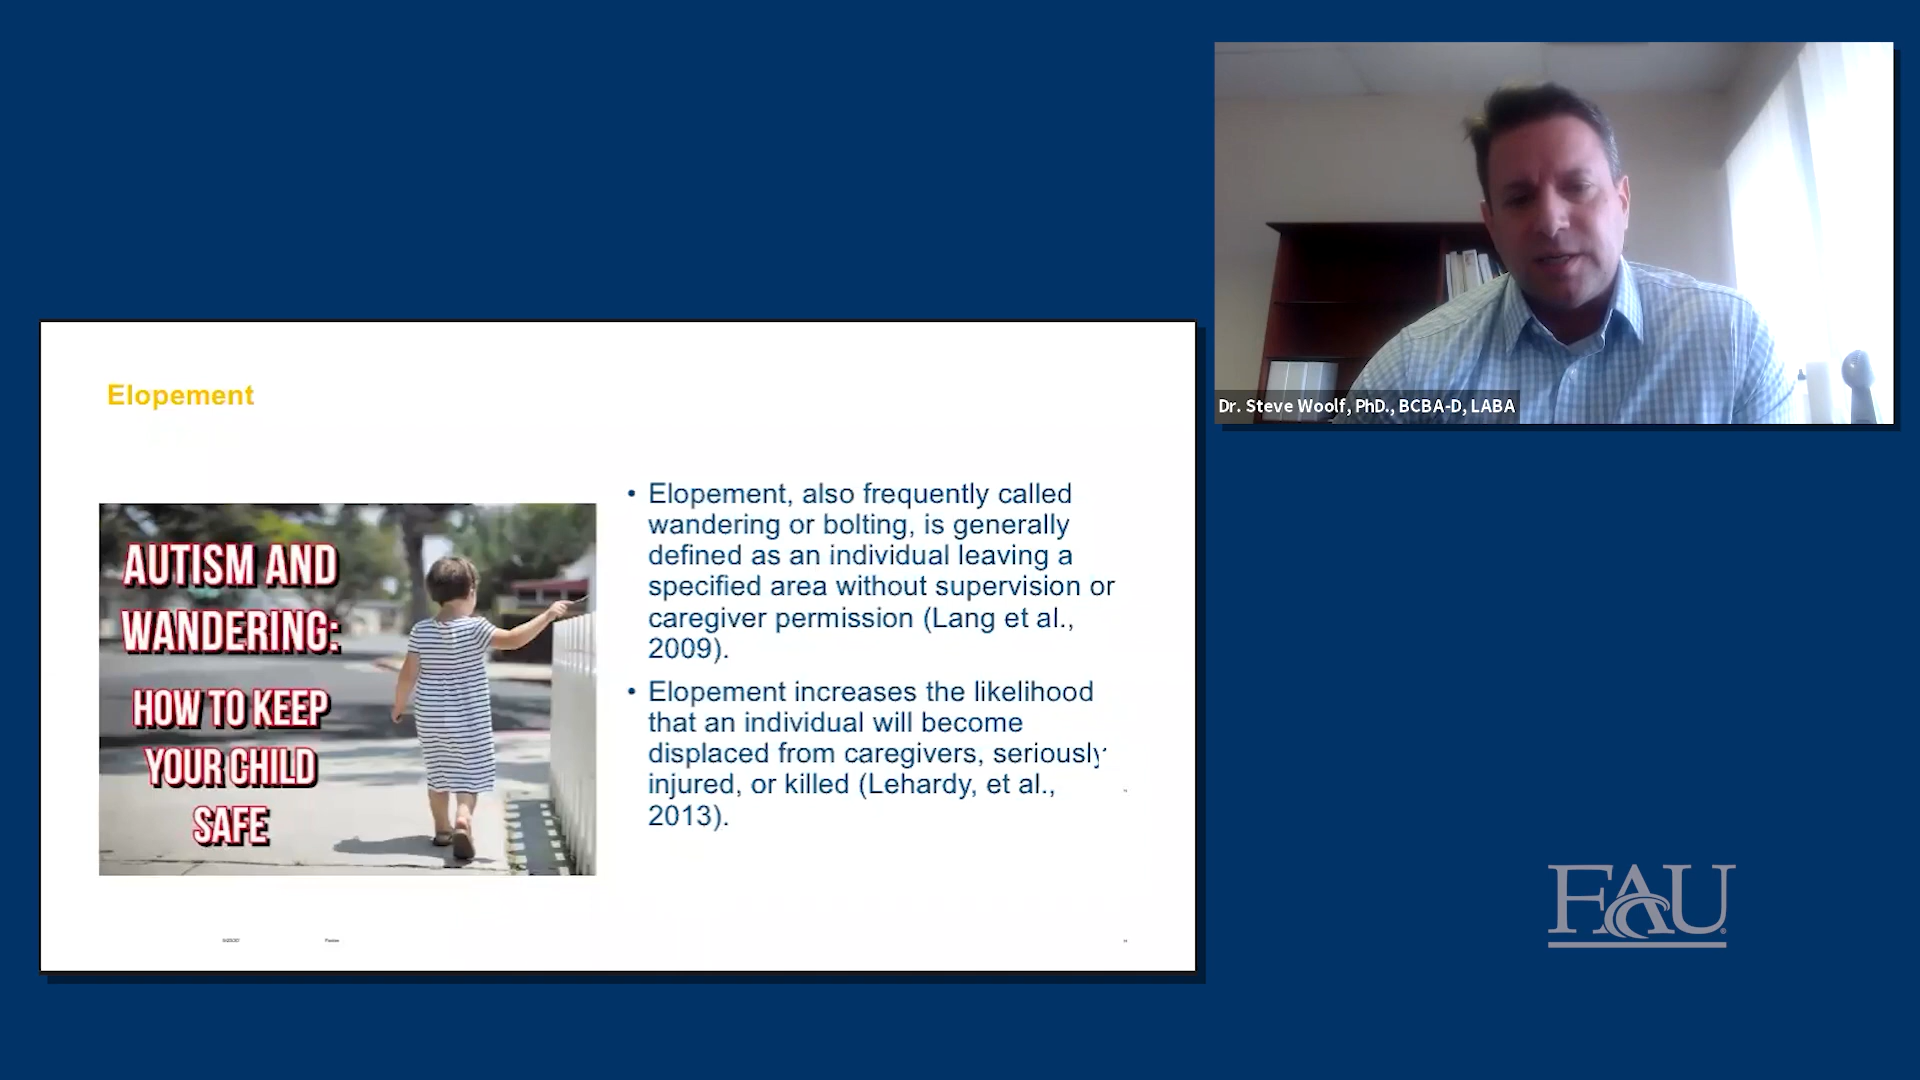 Dr. Steve Woolf, PhD., BCBA-D, LABA
Elopement
AUTISM AND
WANDERING:
HOW TO KEEP
YOUR CHILD
SAFE
• Elopement, also frequently called
wandering or bolting, is generally
defined as an individual leaving a
specified area without supervision or
caregiver permission (Lang et al.,
2009).
• Elopement increases the likelihood
that an individual will become
displaced from caregivers, seriously
injured, or killed (Lehardy, et al.,
2013).
FAU